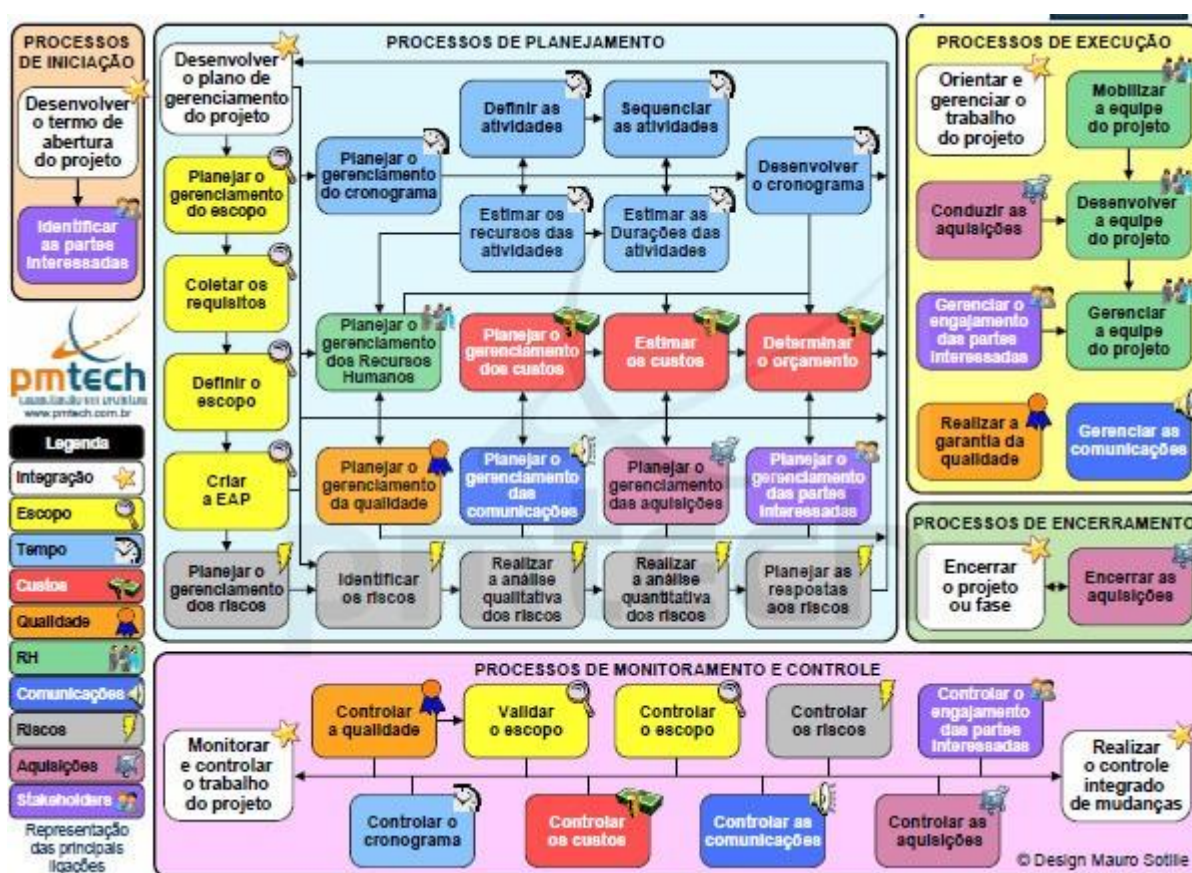 PROCESSOS
DE INICIAÇÃO
Desenvolver
o termo de
abertura
do projeto
Identificar
as partes
Interessadas
pmtech
www.pmtech.com.br
Legenda
Integração
Escopo
Tempo
Custos
Qualidade
RH
Comunicações
Riscos
Aquisições
Stakeholders
Representação
das principais
ligações
PROCESSOS DE PLANEJAMENTO
Desenvolver
o plano de
gerenciamento
do projeto
Definir as
atividades
Sequenciar
as atividades
Planejar o
gerenciamento
do escopo
Planejar o
gerenciamento
do cronograma
Desenvolver
o cronograma
Estimar os
recursos das
atividades
Estimar as
Durações das
atividades
Coletar os
requisitos
Planejar o
gerenciamento
dos Recursos
Humanos
Planejar o
gerenciamento
dos custos
Estimar
os custos
Determinar
o orçamento
Definir o
escopo
Criar
a EAP
Planejar o
gerenciamento
da qualidade
Planejar o
gerenciamento
das
comunicações
Planejar o
gerenciamento
das aquisições
Planejar o
gerenciamento
das partes
Interessadas
pmtech
Planejar o
gerenciamento
dos riscos
Identificar
os riscos
Realizar
a análise
qualitativa
dos riscos
Realizar
a análise
quantitativa
dos riscos
Planejar as
respostas
aos riscos
PROCESSOS DE EXECUÇÃO
Orientar e
gerenciar o
trabalho
do projeto
Mobilizar
a equipe
do projeto
Conduzir as
aquisições
Desenvolver
a equipe
do projeto
Gerenciar o
engajamento
das partes
Interessadas
Gerenciar
a equipe
do projeto
Realizar a
garantia da
qualidade
Gerenciar as
comunicações
PROCESSOS DE ENCERRAMENTO
Encerrar
o projeto
ou fase
Encerrar as
aquisições
PROCESSOS DE MONITORAMENTO E CONTROLE
Monitorar
e controlar
o trabalho
do projeto
Controlar
a qualidade
Validar
o escopo
Controlar
o escopo
Controlar
os riscos
Controlar o
engajamento
das partes
Interessadas
Realizar
o controle
integrado
de mudanças
Controlar o
cronograma
Controlar
os custos
Controlar as
comunicações
Controlar as
aquisições
© Design Mauro Sotille